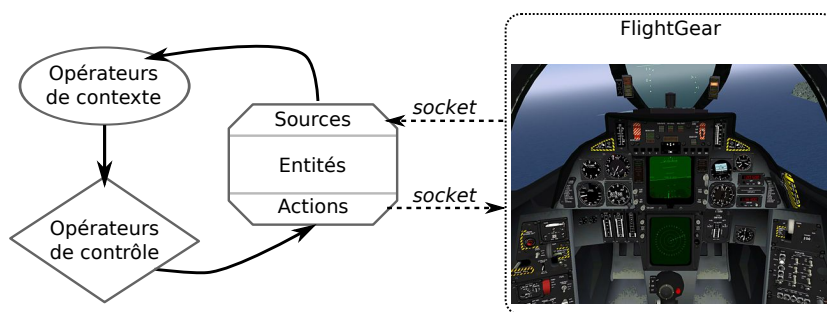 FlightGear
Opérateurs
de contexte
Sources
socket
Entités
Actions
socket
Opérateurs
de contrôle